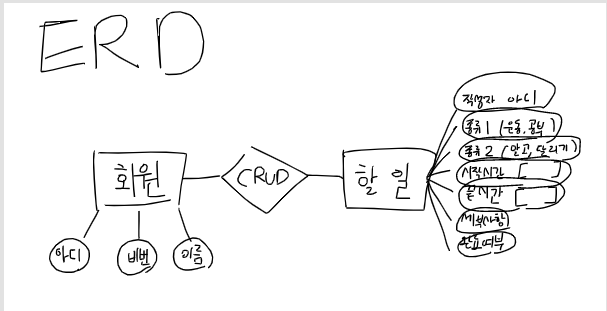 ERD
작성자 아디
종류1 (운동, 공부)
종류2 (알고, 달리기)
시작시간 [ ]
끝시간 [ ]
세부사항
완료여부
회원
CRUD
할 일
아디
비번
이름